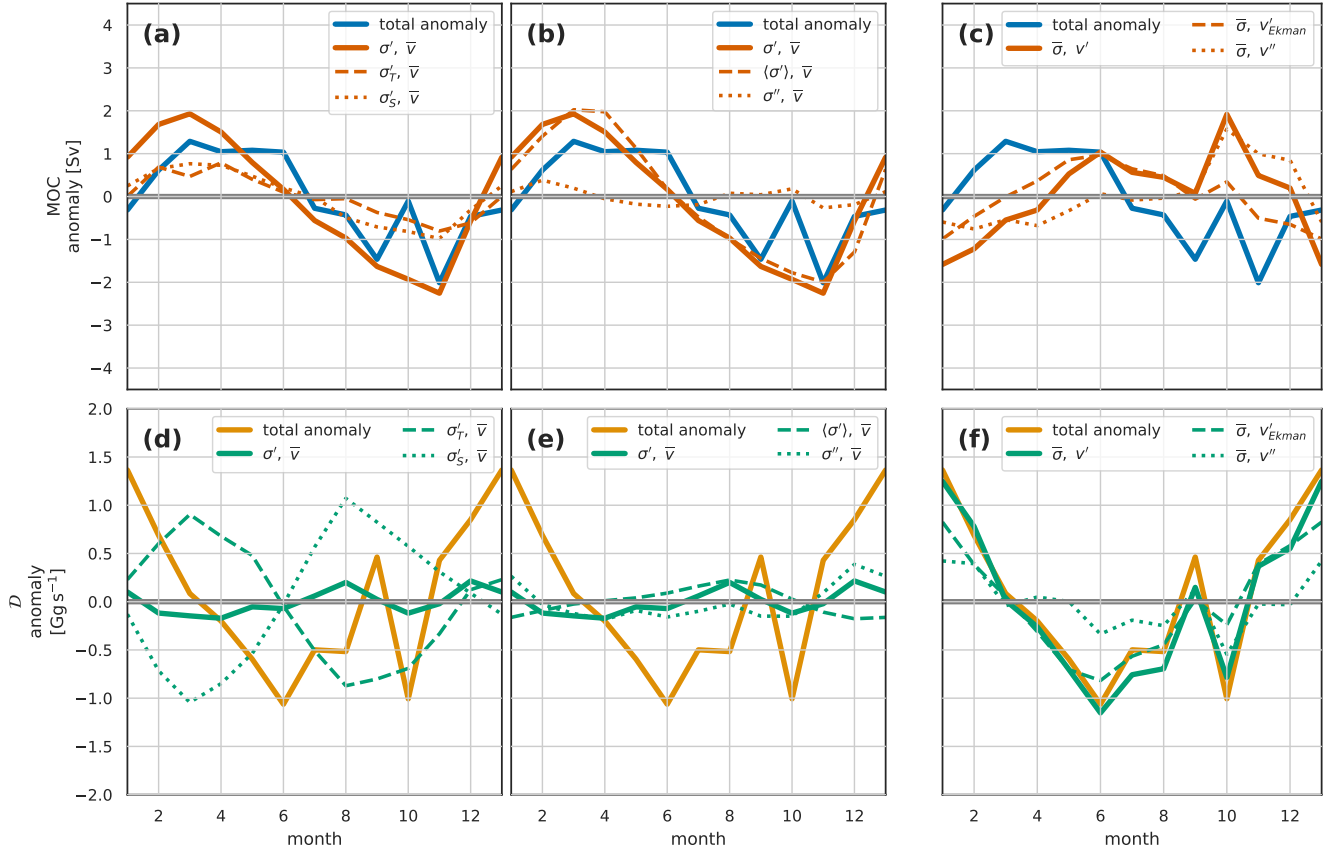 (a)
total anomaly
σ′, v̅
σ′_T, v̅
σ′_S, v̅
(b)
total anomaly
σ′, v̅
⟨σ′⟩, v̅
σ′′, v̅
(c)
total anomaly
σ̅, v′
σ̅, v′_Ekman
σ̅, v′′
4
3
2
1
0
−1
−2
−3
−4
MOC
anomaly [Sv]
(d)
total anomaly
σ′, v̅
σ′_T, v̅
σ′_S, v̅
(e)
total anomaly
σ′, v̅
⟨σ′⟩, v̅
σ′′, v̅
(f)
total anomaly
σ̅, v′
σ̅, v′_Ekman
σ̅, v′′
2.0
1.5
1.0
0.5
0.0
−0.5
−1.0
−1.5
−2.0
𝒟
anomaly
[Gg s⁻¹]
2 4 6 8 10 12
month
2 4 6 8 10 12
month
2 4 6 8 10 12
month